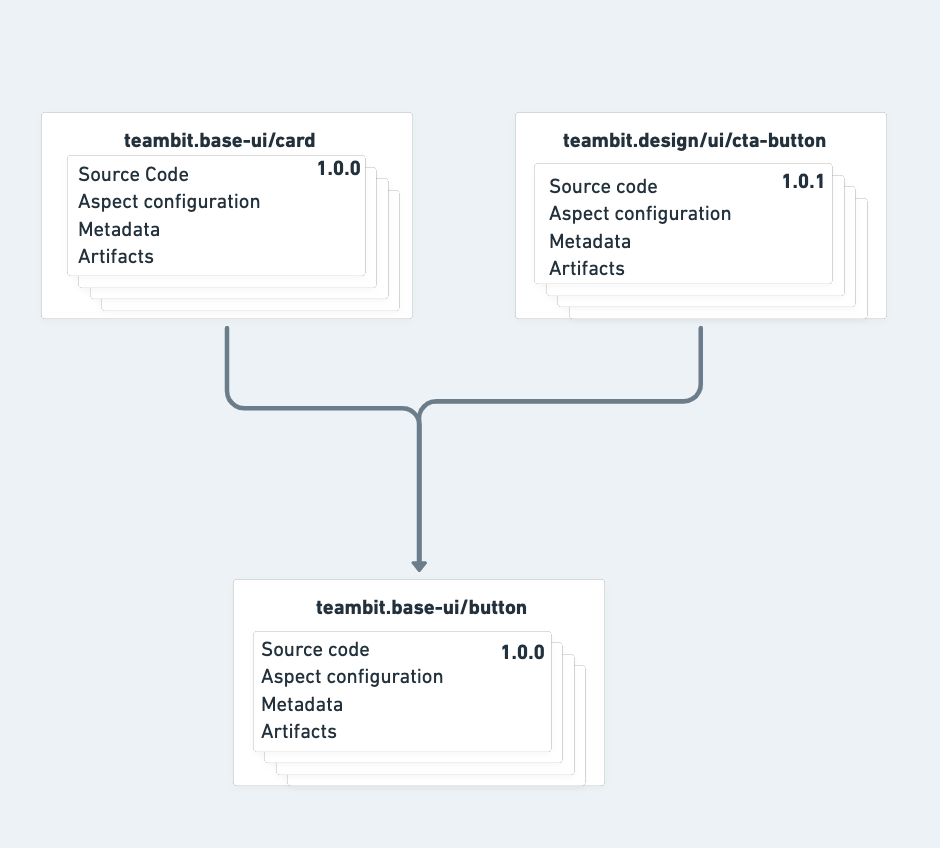 teambit.base-ui/card
Source Code
1.0.0
Aspect configuration
Metadata
Artifacts
teambit.design/ui/cta-button
Source code
1.0.1
Aspect configuration
Metadata
Artifacts
teambit.base-ui/button
Source code
1.0.0
Aspect configuration
Metadata
Artifacts